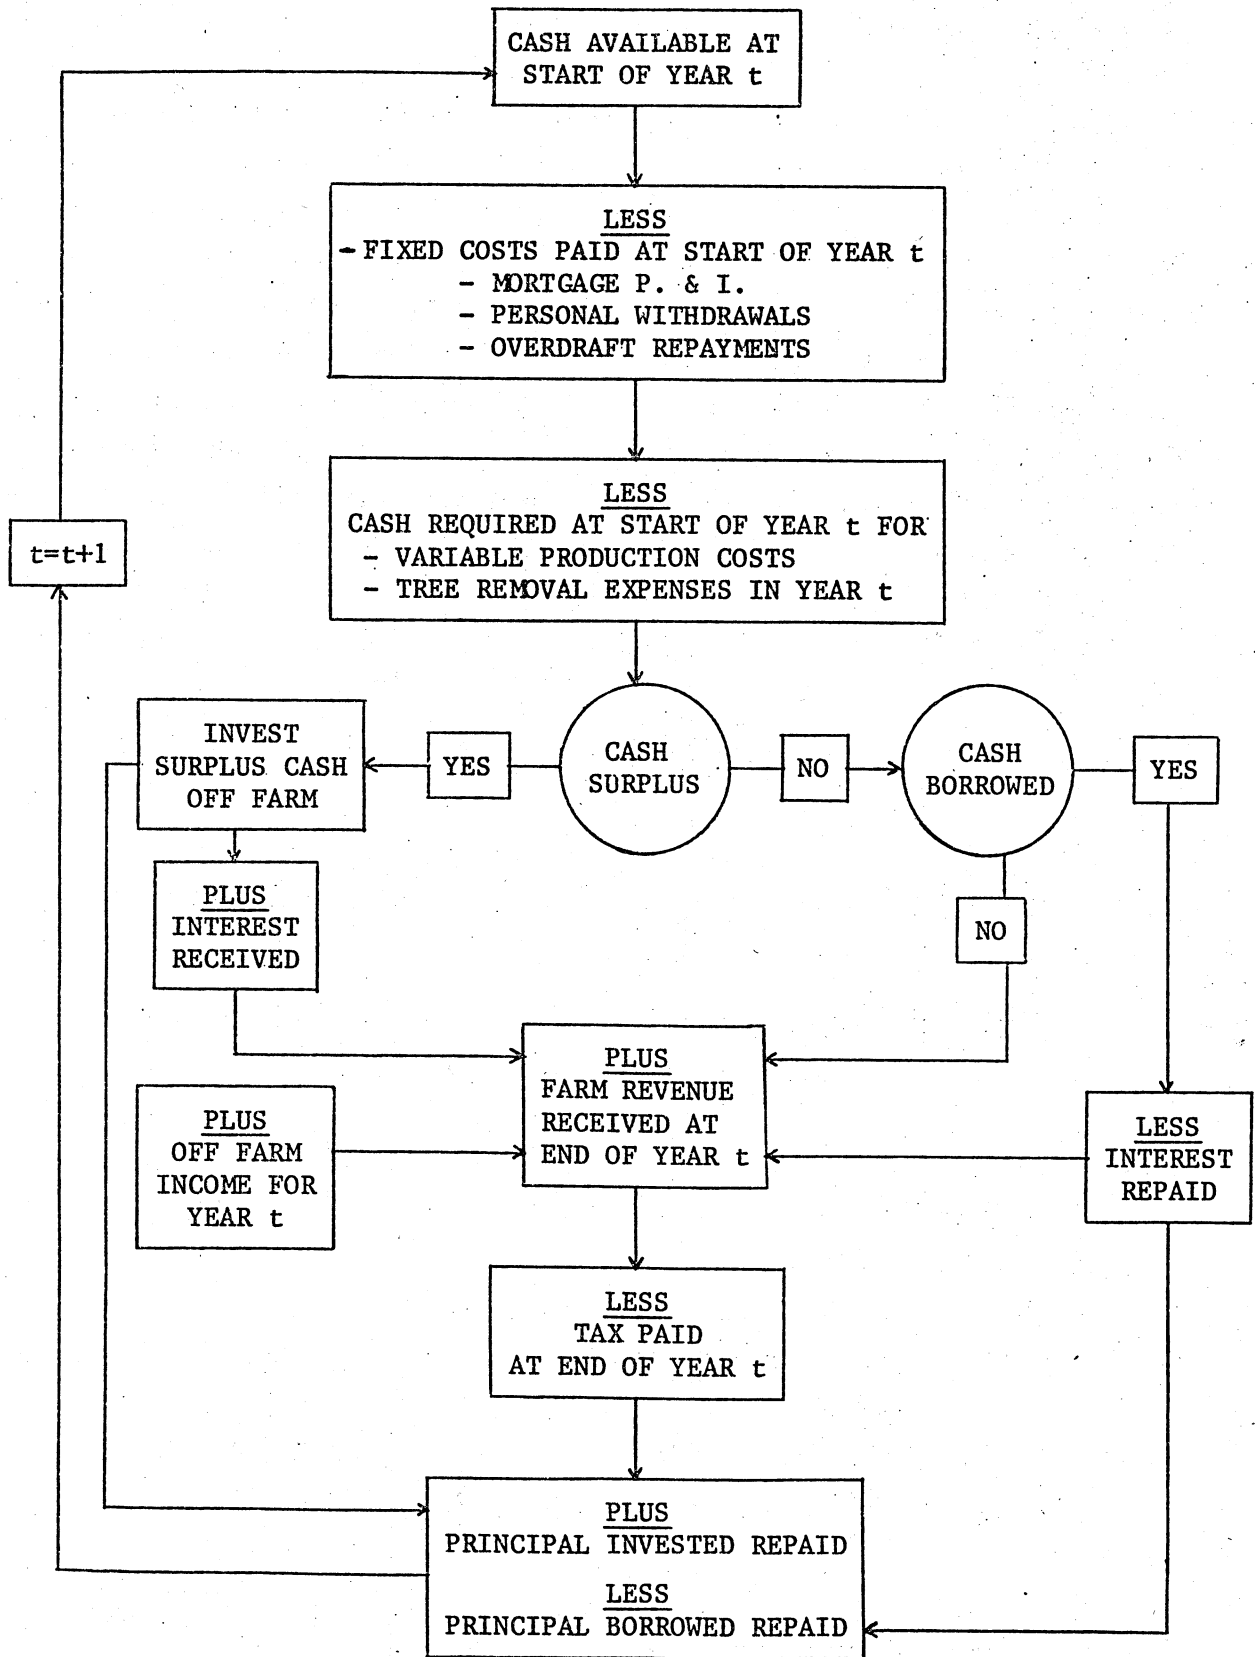 CASH AVAILABLE AT
START OF YEAR t
LESS
- FIXED COSTS PAID AT START OF YEAR t
- MORTGAGE P. & I.
- PERSONAL WITHDRAWALS
- OVERDRAFT REPAYMENTS
LESS
CASH REQUIRED AT START OF YEAR t FOR
- VARIABLE PRODUCTION COSTS
- TREE REMOVAL EXPENSES IN YEAR t
t=t+1
INVEST
SURPLUS CASH
OFF FARM
YES
CASH
SURPLUS
NO
CASH
BORROWED
YES
PLUS
INTEREST
RECEIVED
NO
PLUS
FARM REVENUE
RECEIVED AT
END OF YEAR t
PLUS
OFF FARM
INCOME FOR
YEAR t
LESS
INTEREST
REPAID
LESS
TAX PAID
AT END OF YEAR t
PLUS
PRINCIPAL INVESTED REPAID
LESS
PRINCIPAL BORROWED REPAID